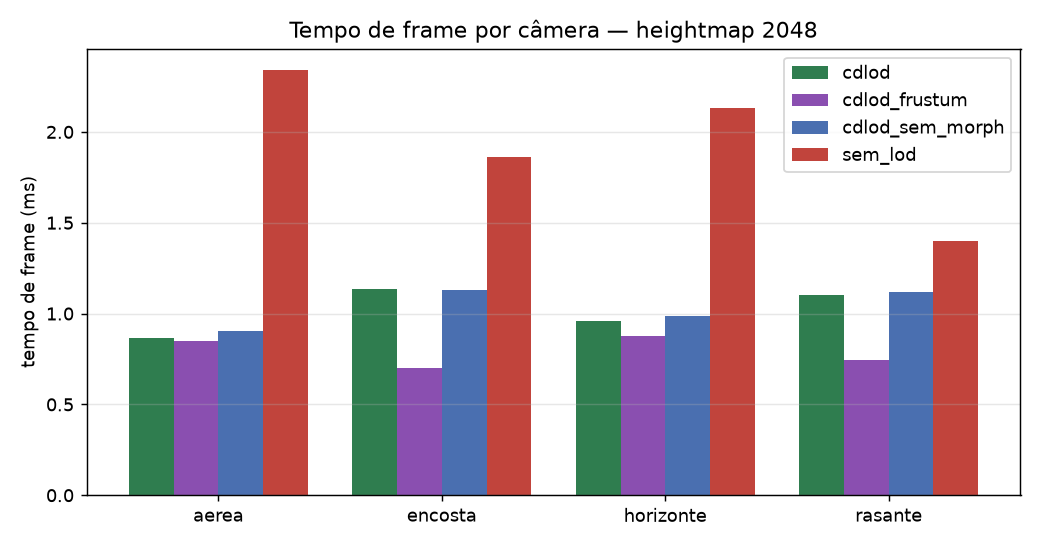 Tempo de frame por câmera — heightmap 2048
cdlod
cdlod_frustum
cdlod_sem_morph
sem_lod
tempo de frame (ms)
2.0
1.5
1.0
0.5
0.0
aerea encosta horizonte rasante